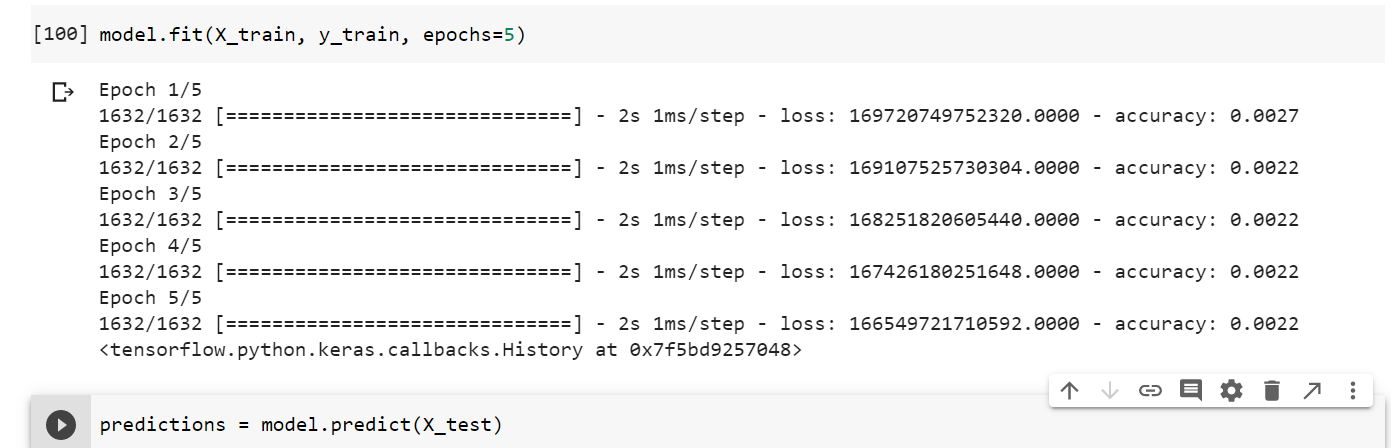 [100] model.fit(X_train, y_train, epochs=5)
Epoch 1/5
1632/1632 [==============================] - 2s 1ms/step - loss: 169720749752320.0000 - accuracy: 0.0027
Epoch 2/5
1632/1632 [==============================] - 2s 1ms/step - loss: 169107525730304.0000 - accuracy: 0.0022
Epoch 3/5
1632/1632 [==============================] - 2s 1ms/step - loss: 168251820605440.0000 - accuracy: 0.0022
Epoch 4/5
1632/1632 [==============================] - 2s 1ms/step - loss: 167426180251648.0000 - accuracy: 0.0022
Epoch 5/5
1632/1632 [==============================] - 2s 1ms/step - loss: 166549721710592.0000 - accuracy: 0.0022
<tensorflow.python.keras.callbacks.History at 0x7f5bd9257048>
predictions = model.predict(X_test)